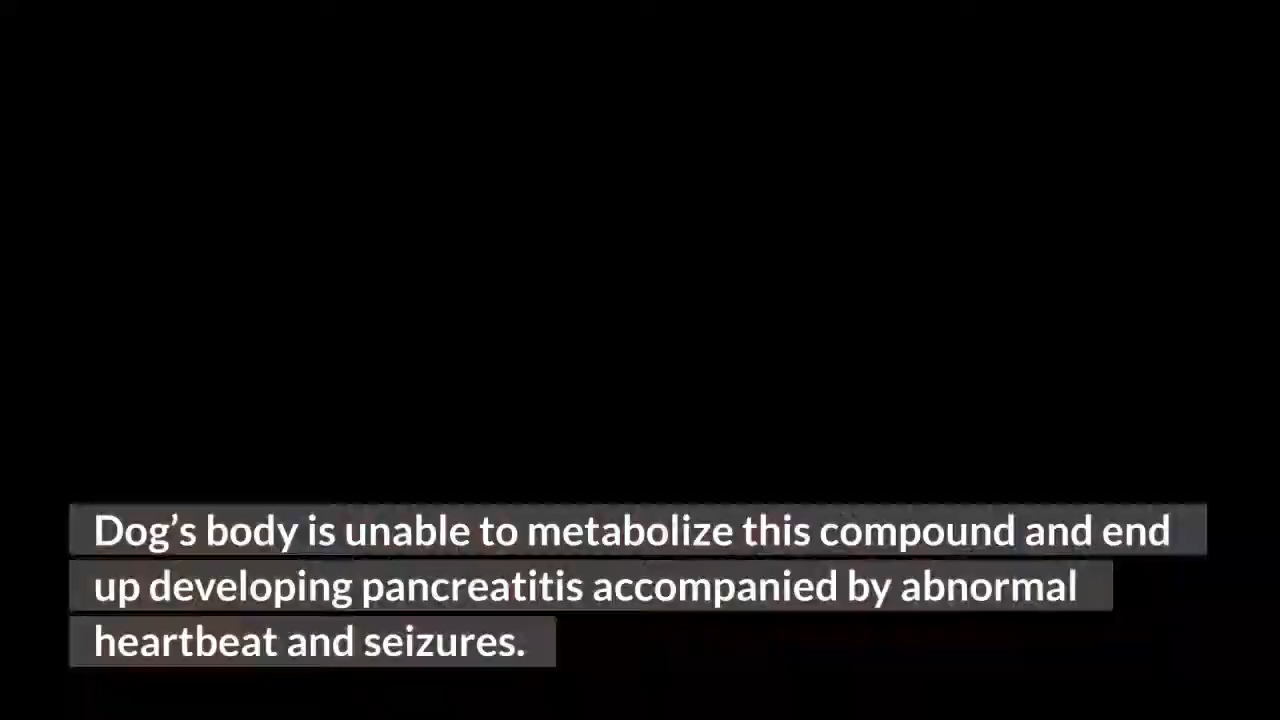 Dog’s body is unable to metabolize this compound and end
up developing pancreatitis accompanied by abnormal
heartbeat and seizures.